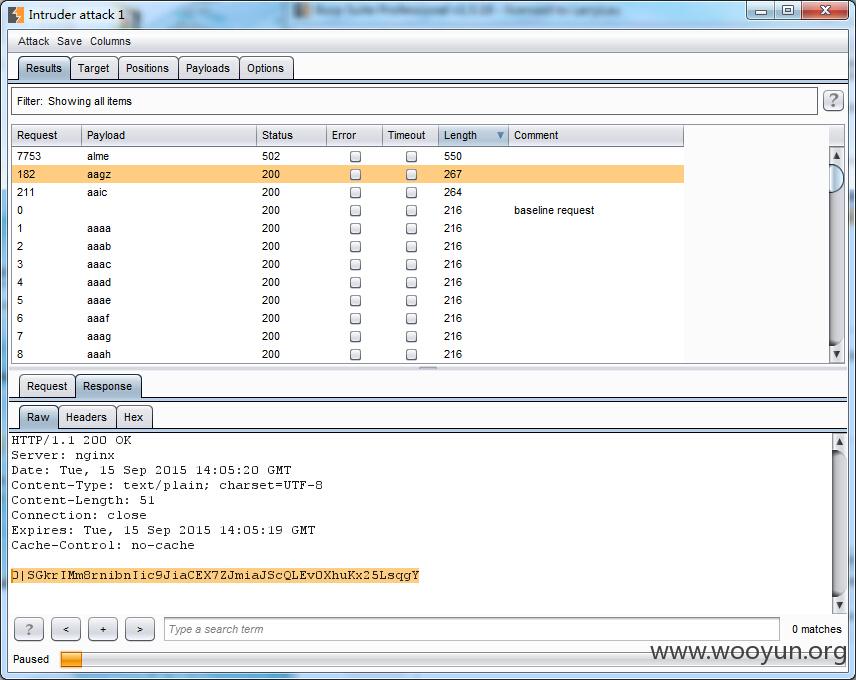 Intruder attack 1
Attack Save Columns
Results Target Positions Payloads Options
Filter: Showing all items ?
Request Payload Status Error Timeout Length Comment
7753 alme 502 550
182 aagz 200 267
211 aaic 200 264
0 200 216 baseline request
1 aaaa 200 216
2 aaab 200 216
3 aaac 200 216
4 aaad 200 216
5 aaae 200 216
6 aaaf 200 216
7 aaag 200 216
8 aaah 200 216
Request Response
Raw Headers Hex
HTTP/1.1 200 OK
Server: nginx
Date: Tue, 15 Sep 2015 14:05:20 GMT
Content-Type: text/plain; charset=UTF-8
Content-Length: 51
Connection: close
Expires: Tue, 15 Sep 2015 14:05:19 GMT
Cache-Control: no-cache
0|SGkrIMm8rnibnIic9JiaCEX7ZJmiaJScQLEvOXhuKx25LsqgY
? < + > Type a search term 0 matches
www.wooyun.org
Paused